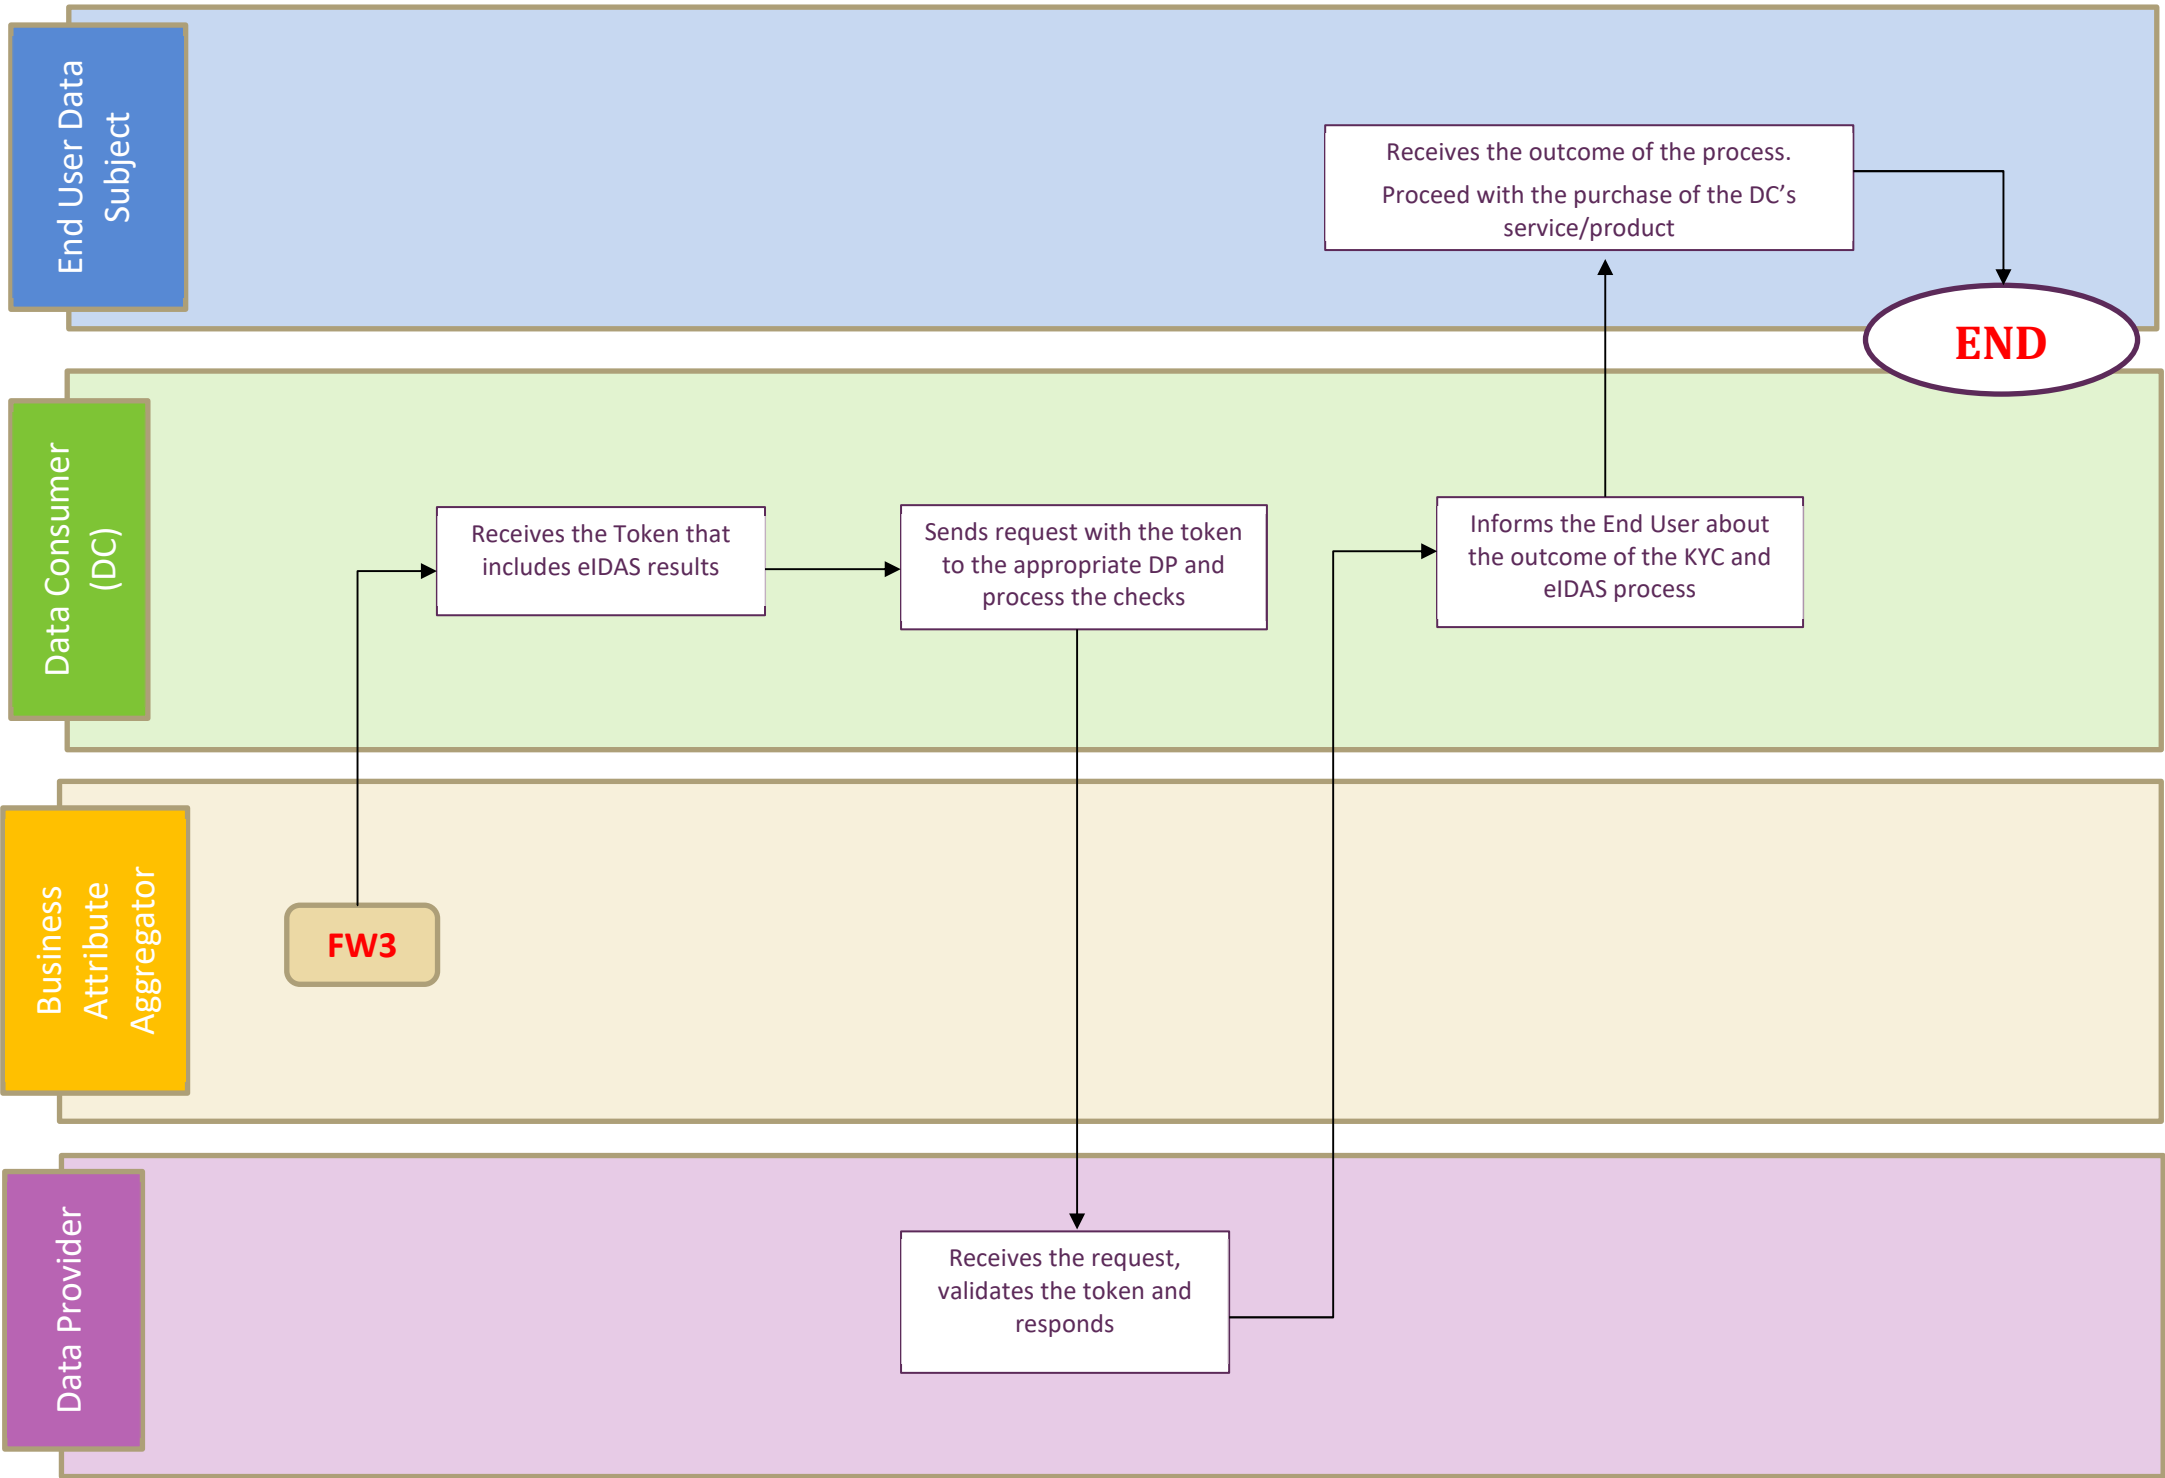 End User Data
Subject
Receives the outcome of the process.
Proceed with the purchase of the DC’s
service/product
END
Data Consumer
(DC)
Receives the Token that
includes eIDAS results
Sends request with the token
to the appropriate DP and
process the checks
Informs the End User about
the outcome of the KYC and
eIDAS process
Business
Attribute
Aggregator
FW3
Data Provider
Receives the request,
validates the token and
responds